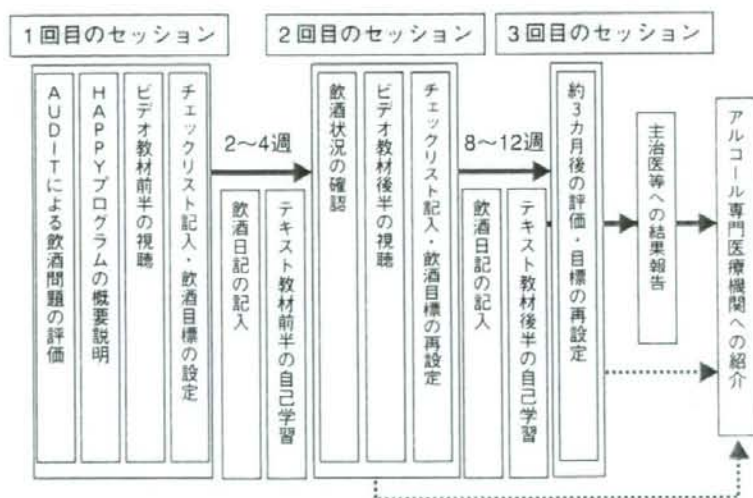 1回目のセッション
AUDITによる飲酒問題の評価
HAPPYプログラムの概要説明
ビデオ教材前半の視聴
チェックリスト記入・飲酒目標の設定
2〜4週
飲酒日記の記入
テキスト教材前半の自己学習
2回目のセッション
飲酒状況の確認
ビデオ教材後半の視聴
チェックリスト記入・飲酒目標の再設定
8〜12週
飲酒日記の記入
テキスト教材後半の自己学習
3回目のセッション
約3カ月後の評価・目標の再設定
主治医等への結果報告
アルコール専門医療機関への紹介